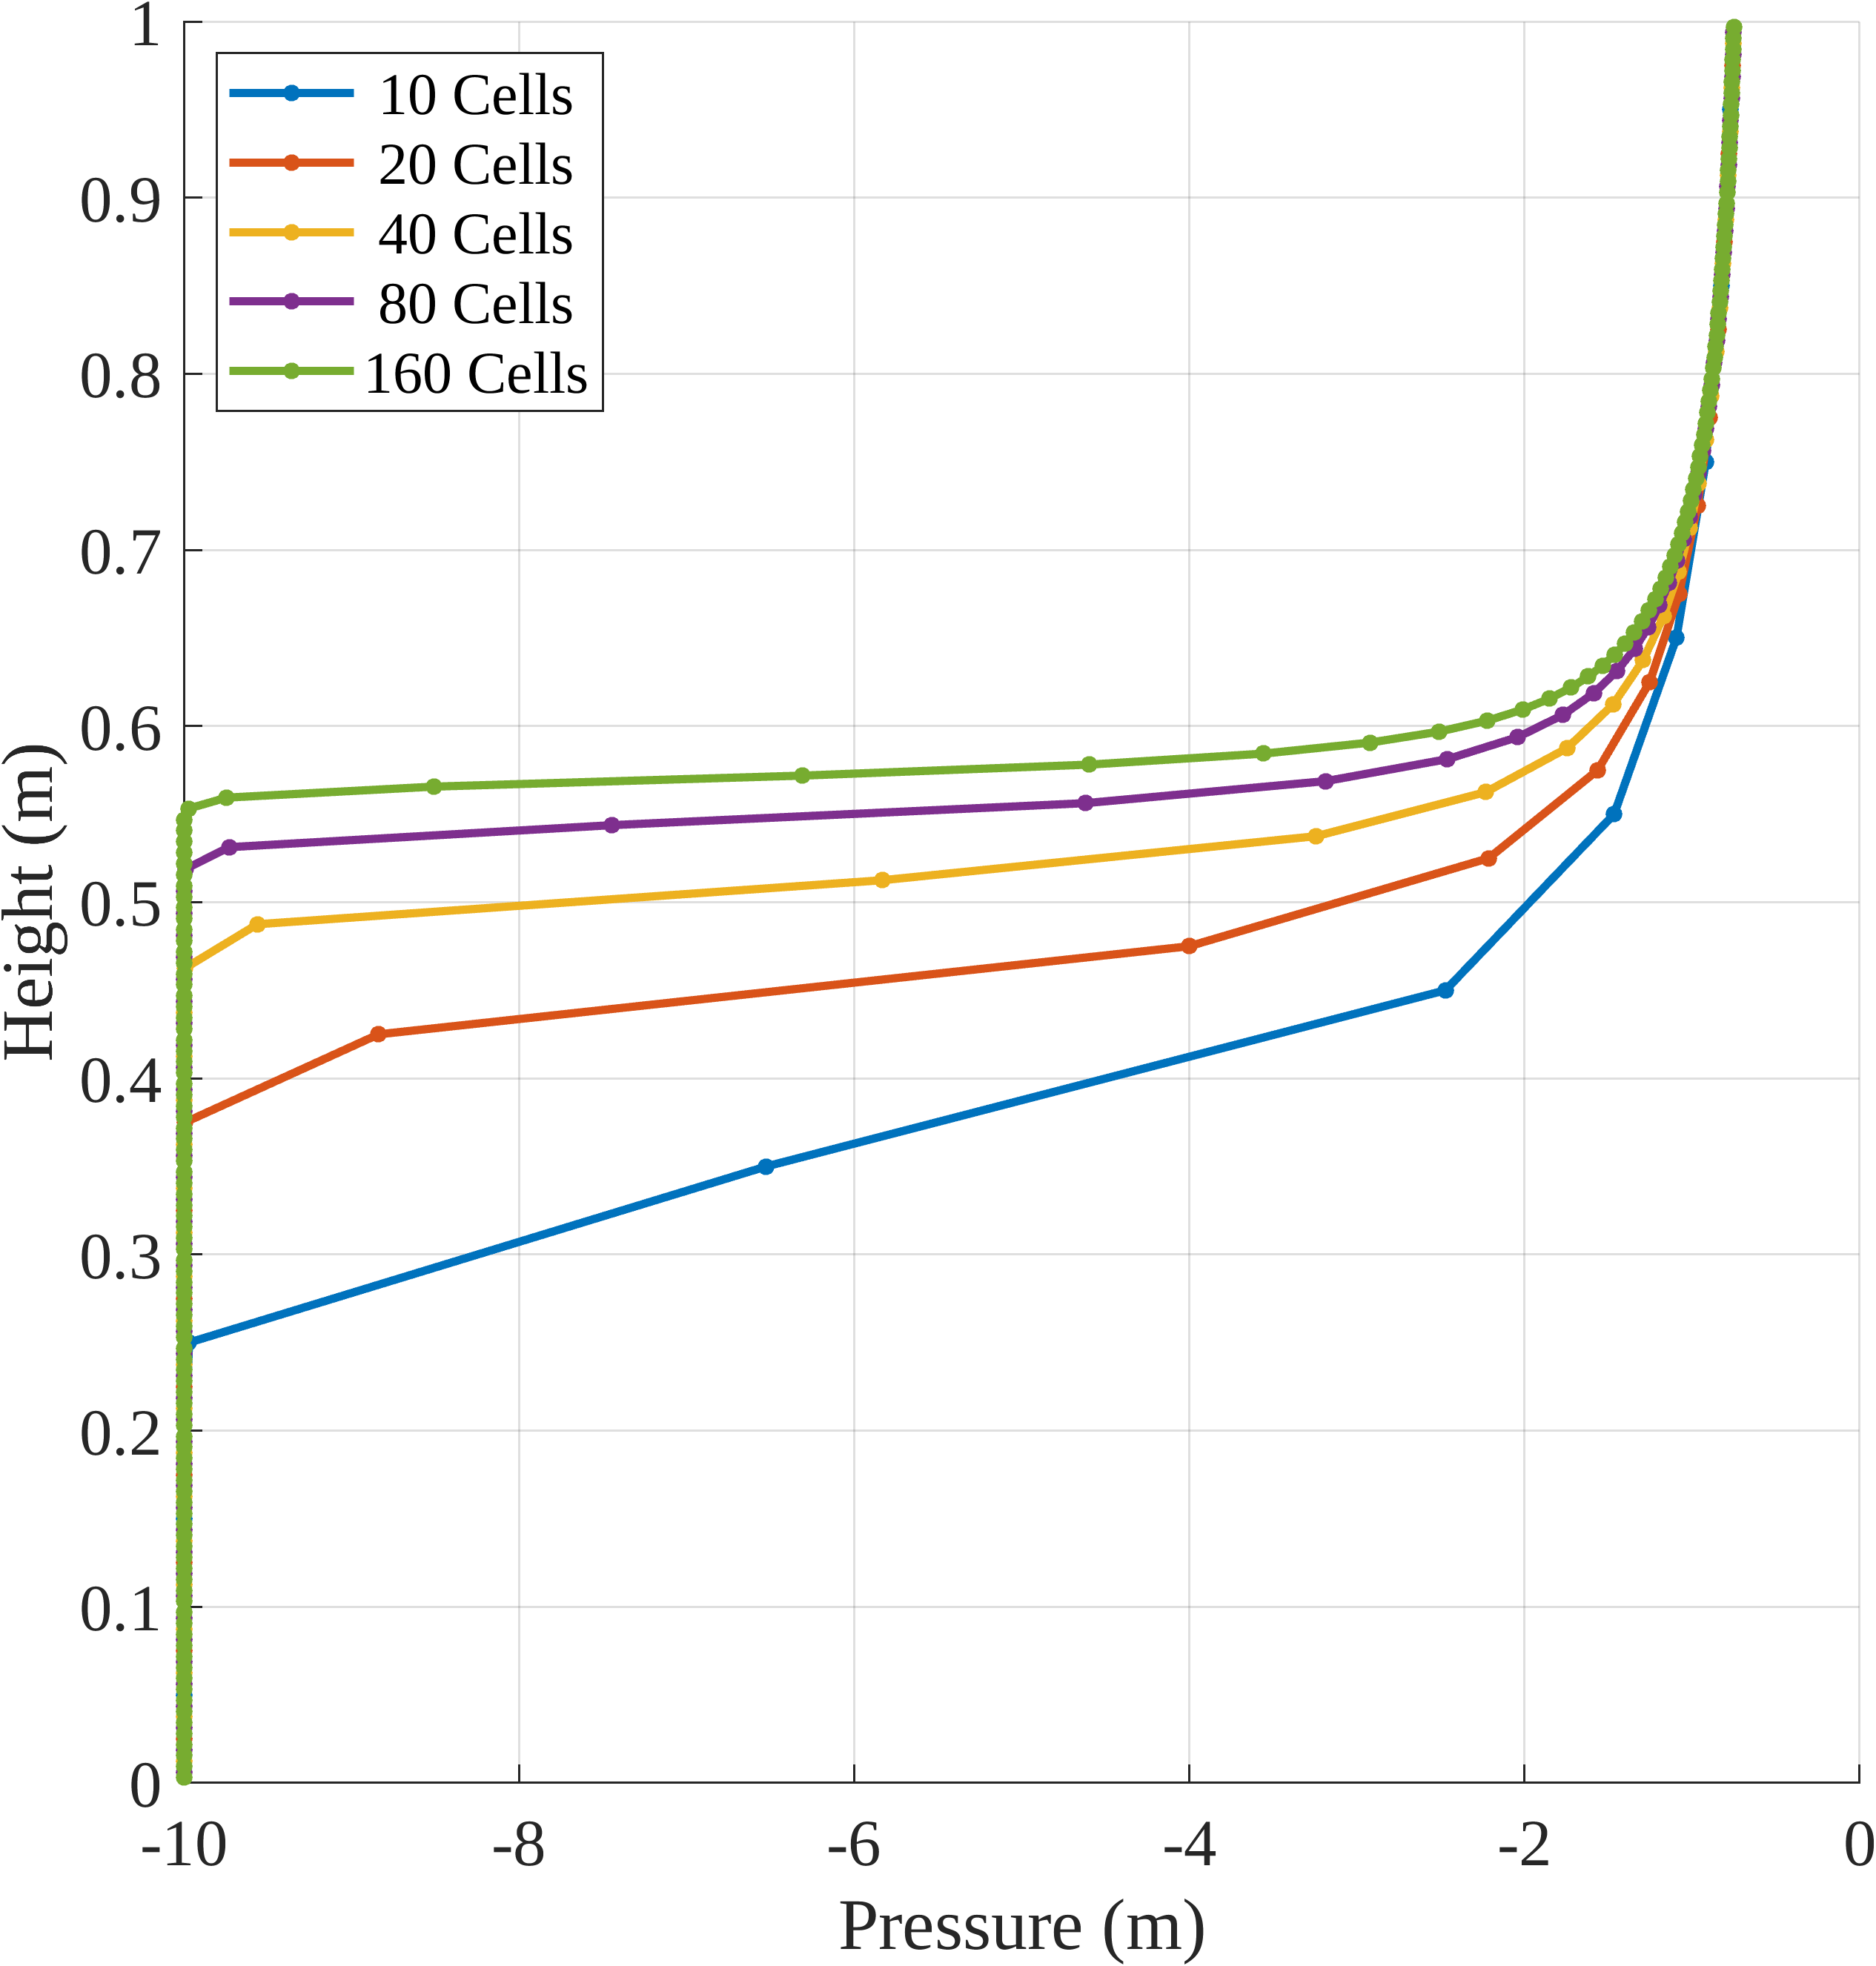 1
0.9
0.8
0.7
0.6
0.5
0.4
0.3
0.2
0.1
0
10 Cells
20 Cells
40 Cells
80 Cells
160 Cells
Height (m)
-10 -8 -6 -4 -2 0
Pressure (m)